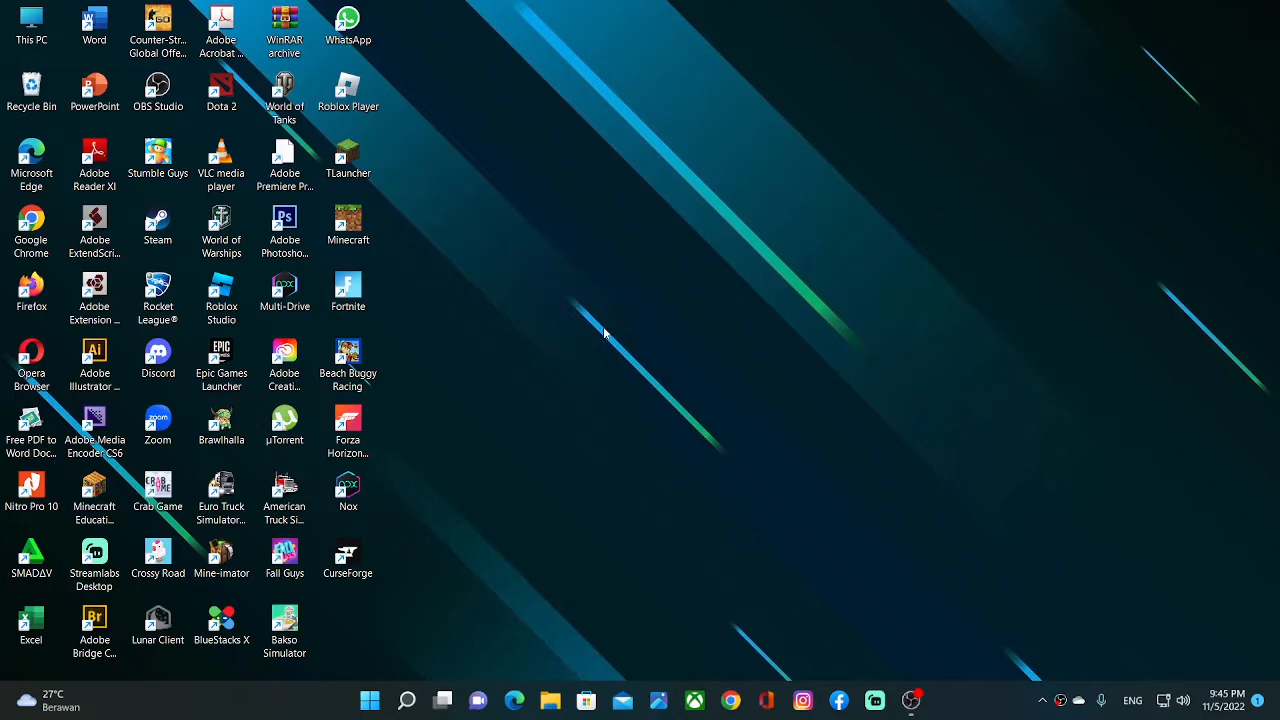 This PC
Word
Counter-Str...
Global Offe...
Adobe
Acrobat ...
WinRAR
archive
WhatsApp
Recycle Bin
PowerPoint
OBS Studio
Dota 2
World of
Tanks
Roblox Player
Microsoft
Edge
Adobe
Reader XI
Stumble Guys
VLC media
player
Adobe
Premiere Pr...
TLauncher
Google
Chrome
Adobe
ExtendScri...
Steam
World of
Warships
Adobe
Photosho...
Minecraft
Firefox
Adobe
Extension ...
Rocket
League®
Roblox
Studio
Multi-Drive
Fortnite
Opera
Browser
Adobe
Illustrator ...
Discord
Epic Games
Launcher
Adobe
Creati...
Beach Buggy
Racing
Free PDF to
Word Doc...
Adobe Media
Encoder CS6
Zoom
Brawlhalla
µTorrent
Forza
Horizon...
Nitro Pro 10
Minecraft
Educati...
Crab Game
Euro Truck
Simulator...
American
Truck Si...
Nox
SMADΔV
Streamlabs
Desktop
Crossy Road
Mine-imator
Fall Guys
CurseForge
Excel
Adobe
Bridge C...
Lunar Client
BlueStacks X
Bakso
Simulator
27°C
Berawan
ENG
9:45 PM
11/5/2022
1